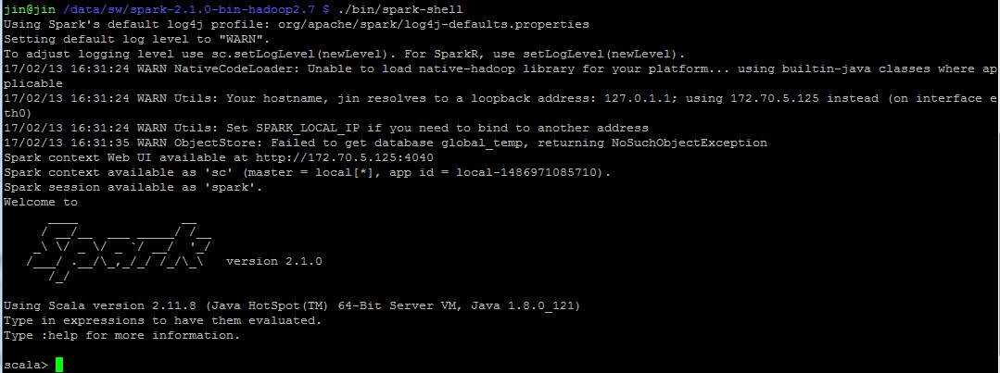 jin@jin /data/sw/spark-2.1.0-bin-hadoop2.7 $ ./bin/spark-shell
Using Spark's default log4j profile: org/apache/spark/log4j-defaults.properties
Setting default log level to "WARN".
To adjust logging level use sc.setLogLevel(newLevel). For SparkR, use setLogLevel(newLevel).
17/02/13 16:31:24 WARN NativeCodeLoader: Unable to load native-hadoop library for your platform... using builtin-java classes where ap
plicable
17/02/13 16:31:24 WARN Utils: Your hostname, jin resolves to a loopback address: 127.0.1.1; using 172.70.5.125 instead (on interface e
th0)
17/02/13 16:31:24 WARN Utils: Set SPARK_LOCAL_IP if you need to bind to another address
17/02/13 16:31:35 WARN ObjectStore: Failed to get database global_temp, returning NoSuchObjectException
Spark context Web UI available at http://172.70.5.125:4040
Spark context available as 'sc' (master = local[*], app id = local-1486971085710).
Spark session available as 'spark'.
Welcome to
      ____              __
     / __/__  ___ _____/ /__
    _\ \/ _ \/ _ `/ __/  '_/
   /___/ .__/\_,_/_/ /_/\_\   version 2.1.0
      /_/
Using Scala version 2.11.8 (Java HotSpot(TM) 64-Bit Server VM, Java 1.8.0_121)
Type in expressions to have them evaluated.
Type :help for more information.
scala>